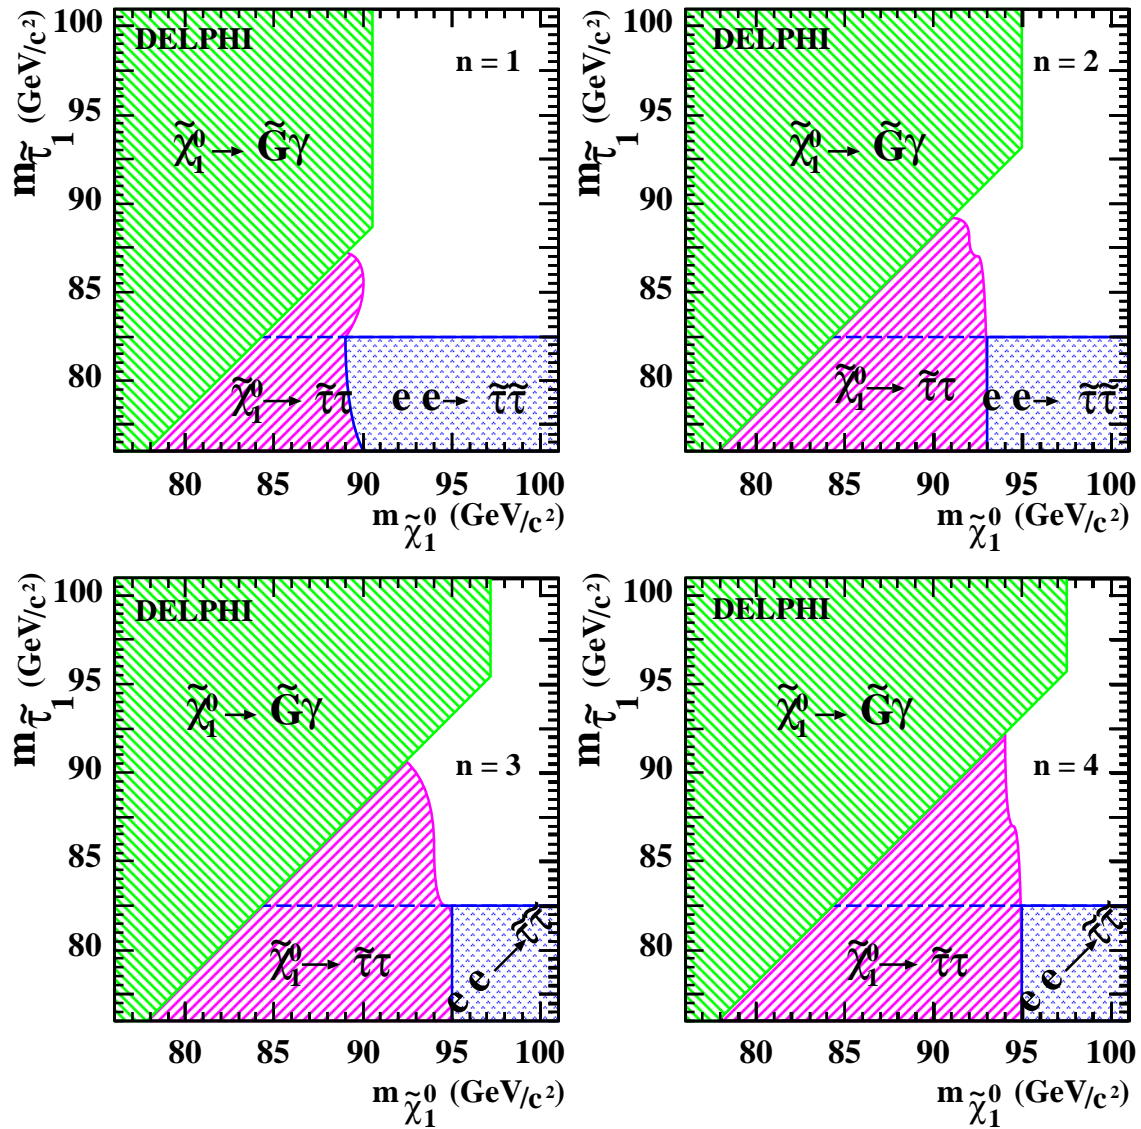 DELPHI
n = 1
χ̃⁰₁ → G̃γ
χ̃⁰₁ → τ̃τ
e e → τ̃τ̃
m τ̃₁ (GeV/c²)
100
95
90
85
80
80 85 90 95 100
m χ̃⁰₁ (GeV/c²)
DELPHI
n = 2
χ̃⁰₁ → G̃γ
χ̃⁰₁ → τ̃τ
e e → τ̃τ̃
m τ̃₁ (GeV/c²)
100
95
90
85
80
80 85 90 95 100
m χ̃⁰₁ (GeV/c²)
DELPHI
χ̃⁰₁ → G̃γ
n = 3
χ̃⁰₁ → τ̃τ
e e → τ̃τ̃
m τ̃₁ (GeV/c²)
100
95
90
85
80
80 85 90 95 100
m χ̃⁰₁ (GeV/c²)
DELPHI
χ̃⁰₁ → G̃γ
n = 4
χ̃⁰₁ → τ̃τ
e e → τ̃τ̃
m τ̃₁ (GeV/c²)
100
95
90
85
80
80 85 90 95 100
m χ̃⁰₁ (GeV/c²)